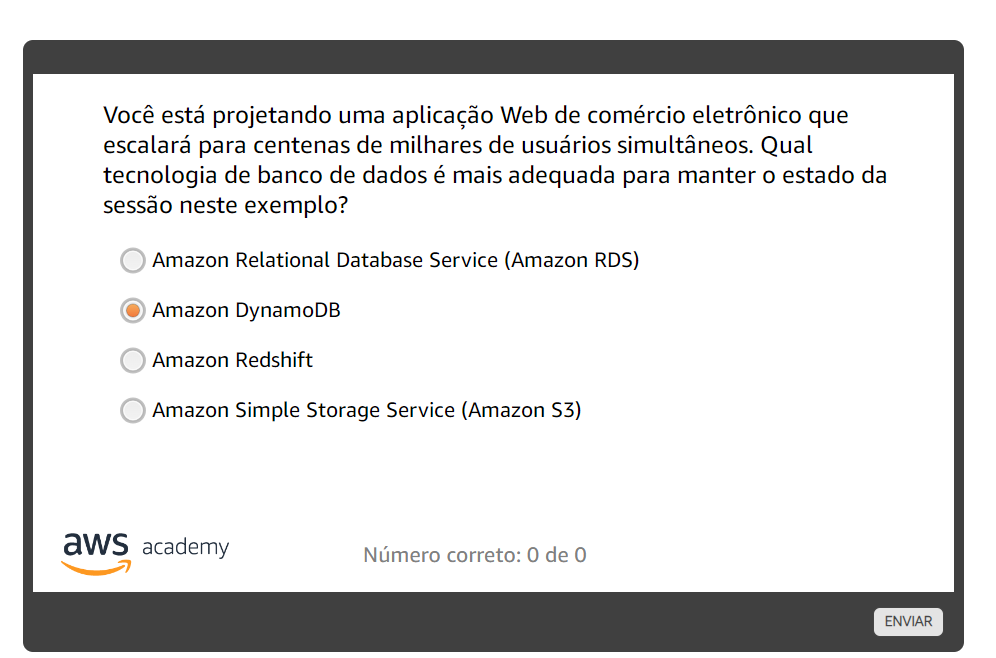 Você está projetando uma aplicação Web de comércio eletrônico que
escalará para centenas de milhares de usuários simultâneos. Qual
tecnologia de banco de dados é mais adequada para manter o estado da
sessão neste exemplo?
Amazon Relational Database Service (Amazon RDS)
Amazon DynamoDB
Amazon Redshift
Amazon Simple Storage Service (Amazon S3)
aws academy
Número correto: 0 de 0
ENVIAR